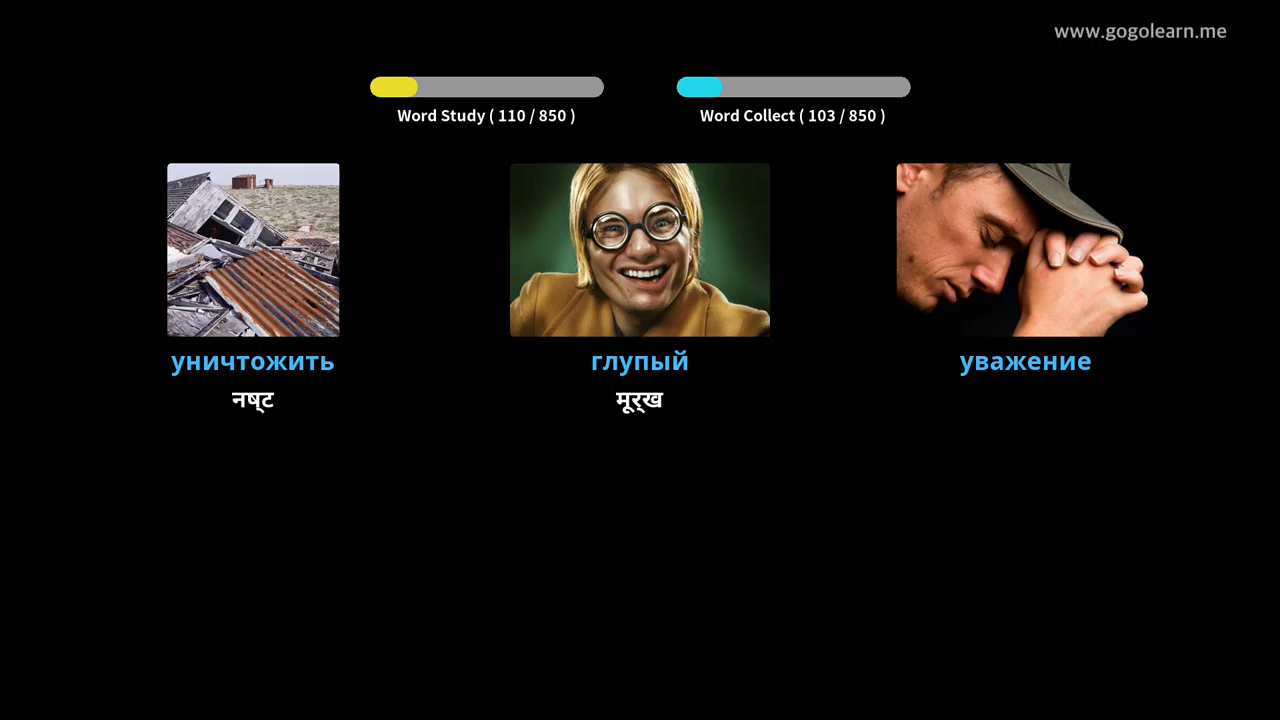 www.gogolearn.me
Word Study ( 110 / 850 )
Word Collect ( 103 / 850 )
уничтожить
नष्ट
глупый
मूर्ख
уважение